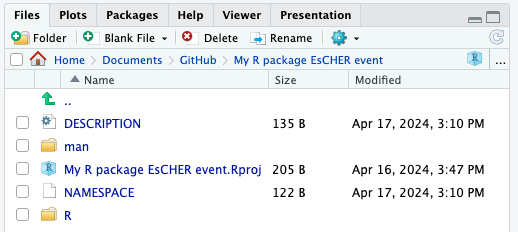 Files Plots Packages Help Viewer Presentation
Folder Blank File Delete Rename
Home Documents GitHub My R package EsCHER event R ...
Name Size Modified
..
DESCRIPTION 135 B Apr 17, 2024, 3:10 PM
man
My R package EsCHER event.Rproj 205 B Apr 16, 2024, 3:47 PM
NAMESPACE 122 B Apr 17, 2024, 3:10 PM
R